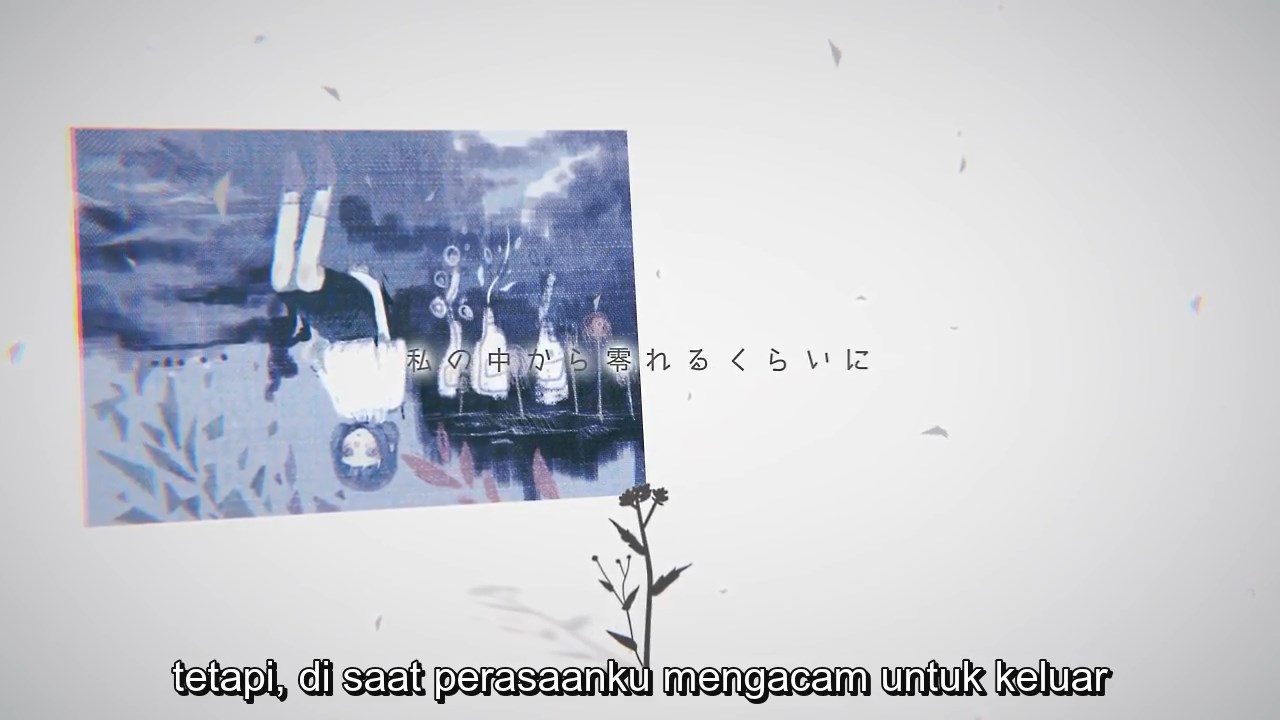 私の中から零れるくらいに
tetapi, di saat perasaanku mengacam untuk keluar